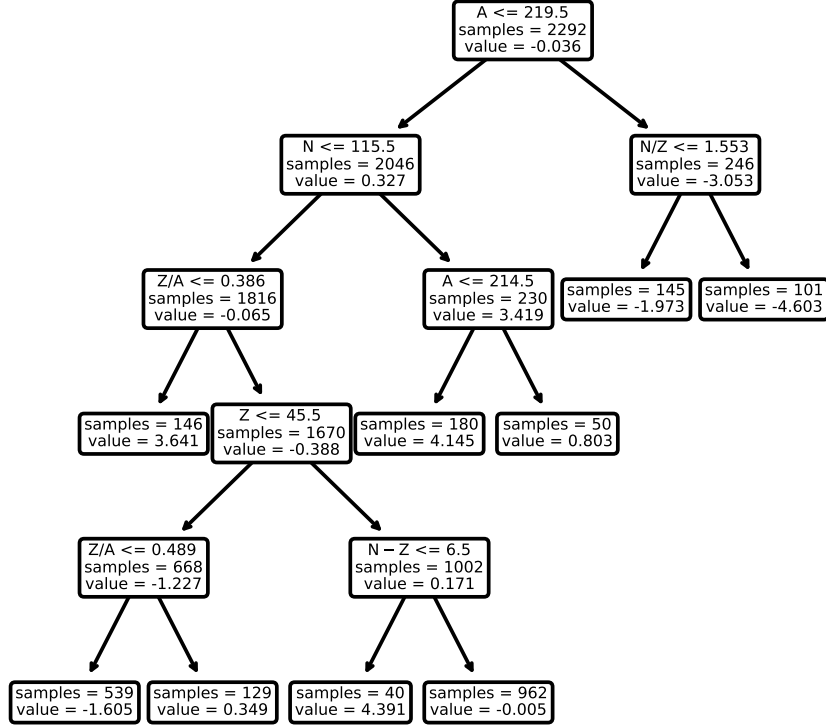 A <= 219.5
samples = 2292
value = -0.036
N <= 115.5
samples = 2046
value = 0.327
N/Z <= 1.553
samples = 246
value = -3.053
Z/A <= 0.386
samples = 1816
value = -0.065
A <= 214.5
samples = 230
value = 3.419
samples = 145
value = -1.973
samples = 101
value = -4.603
samples = 146
value = 3.641
Z <= 45.5
samples = 1670
value = -0.388
samples = 180
value = 4.145
samples = 50
value = 0.803
Z/A <= 0.489
samples = 668
value = -1.227
N − Z <= 6.5
samples = 1002
value = 0.171
samples = 539
value = -1.605
samples = 129
value = 0.349
samples = 40
value = 4.391
samples = 962
value = -0.005